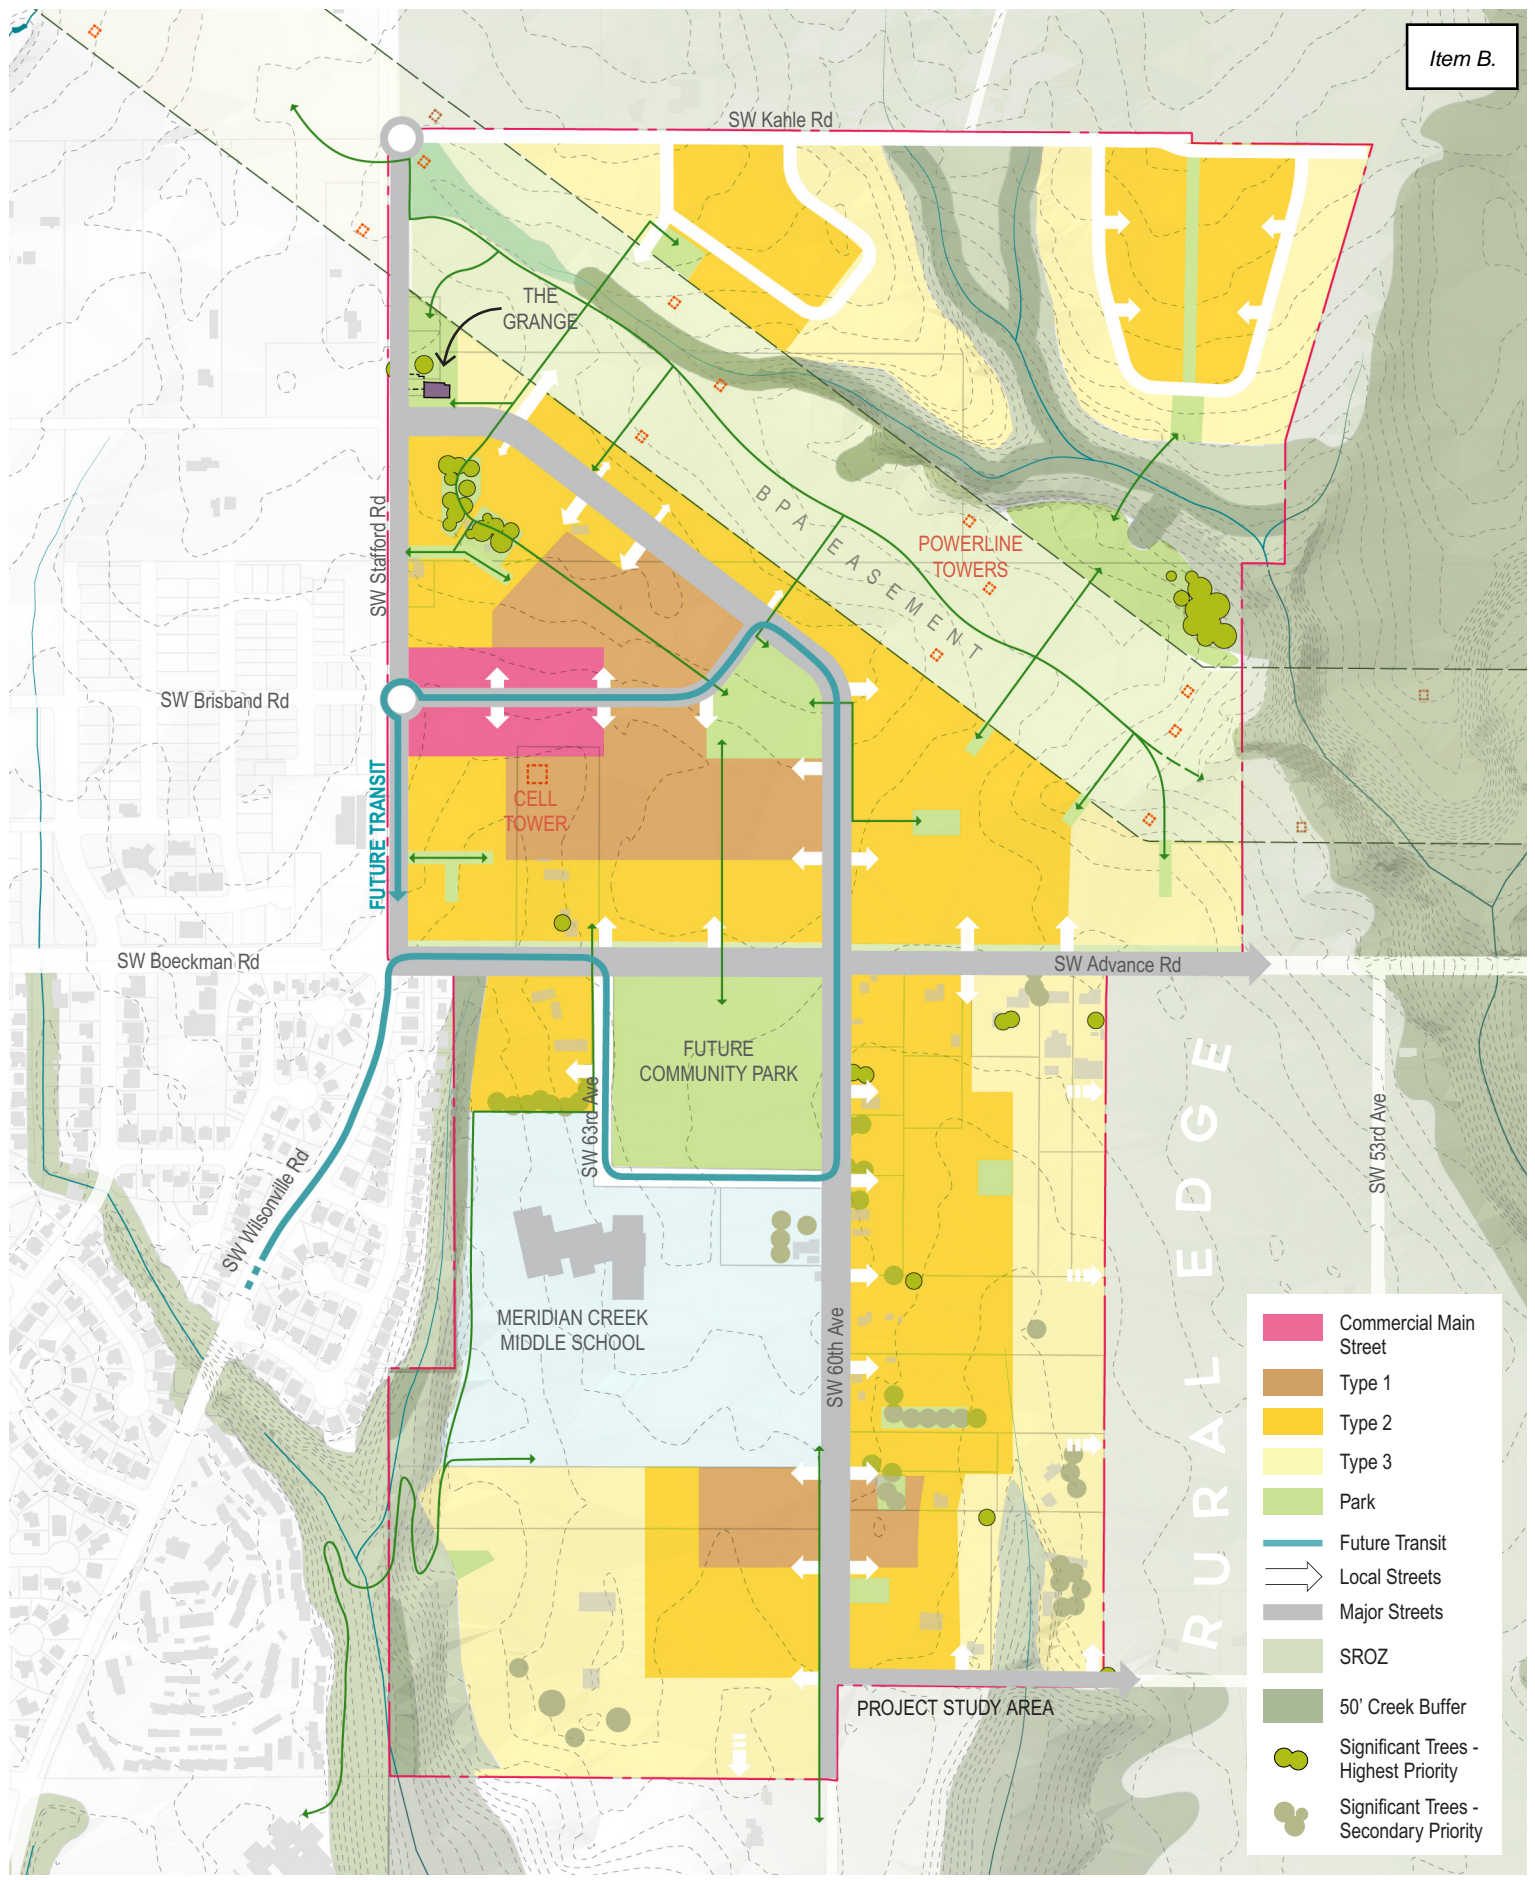 Item B.
SW Kahle Rd
THE
GRANGE
SW Stafford Rd
BPA EASEMENT
POWERLINE
TOWERS
SW Brisband Rd
FUTURE TRANSIT
CELL
TOWER
SW Boeckman Rd
SW Advance Rd
FUTURE
COMMUNITY PARK
SW 63rd Ave
SW Wilsonville Rd
SW 53rd Ave
RURAL EDGE
MERIDIAN CREEK
MIDDLE SCHOOL
SW 60th Ave
PROJECT STUDY AREA
Commercial Main
Street
Type 1
Type 2
Type 3
Park
Future Transit
Local Streets
Major Streets
SROZ
50' Creek Buffer
Significant Trees -
Highest Priority
Significant Trees -
Secondary Priority